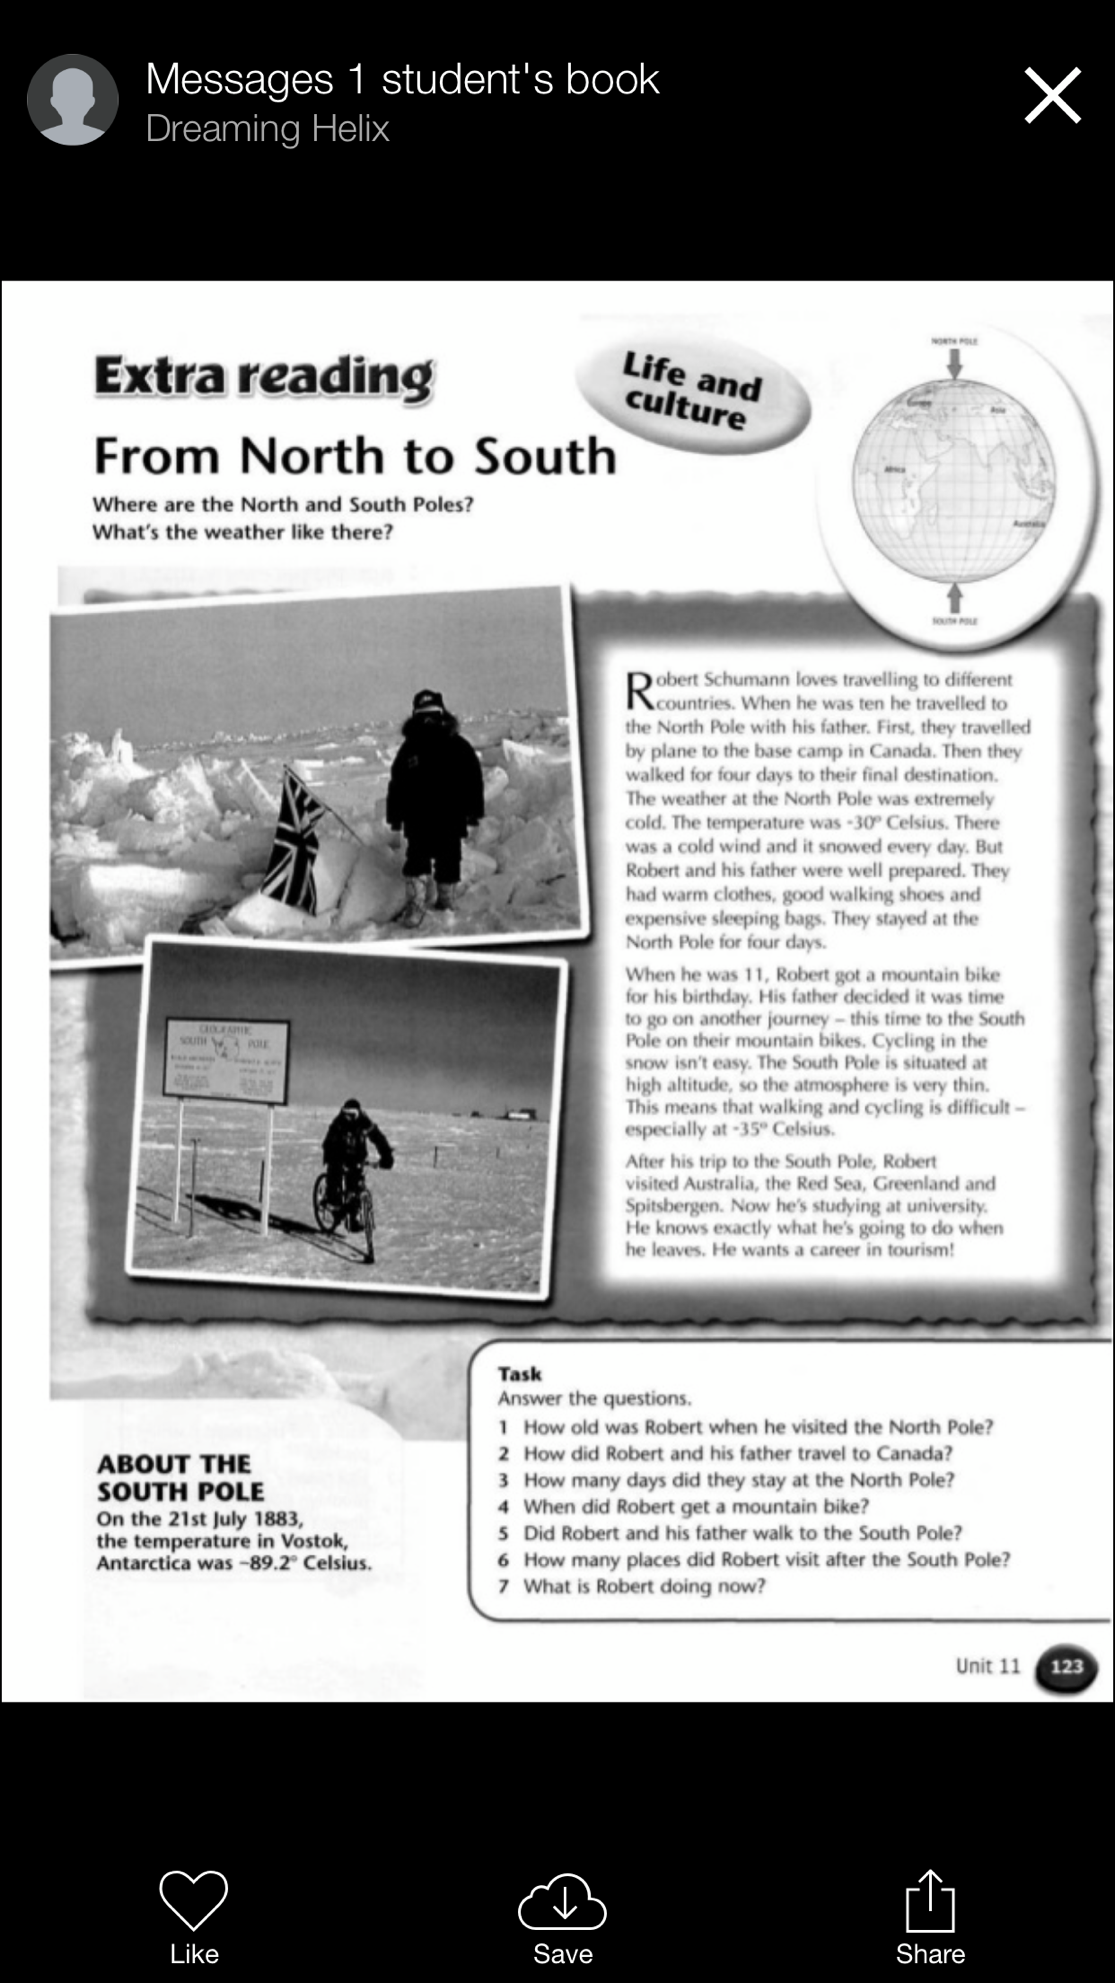 Messages 1 student's book
Dreaming Helix
Extra reading
Life and
culture
From North to South
Where are the North and South Poles?
What's the weather like there?
NORTH POLE
Europe
Asia
Africa
Australia
SOUTH POLE
Robert Schumann loves travelling to different
countries. When he was ten he travelled to
the North Pole with his father. First, they travelled
by plane to the base camp in Canada. Then they
walked for four days to their final destination.
The weather at the North Pole was extremely
cold. The temperature was -30º Celsius. There
was a cold wind and it snowed every day. But
Robert and his father were well prepared. They
had warm clothes, good walking shoes and
expensive sleeping bags. They stayed at the
North Pole for four days.
When he was 11, Robert got a mountain bike
for his birthday. His father decided it was time
to go on another journey – this time to the South
Pole on their mountain bikes. Cycling in the
snow isn't easy. The South Pole is situated at
high altitude, so the atmosphere is very thin.
This means that walking and cycling is difficult –
especially at -35º Celsius.
After his trip to the South Pole, Robert
visited Australia, the Red Sea, Greenland and
Spitsbergen. Now he's studying at university.
He knows exactly what he's going to do when
he leaves. He wants a career in tourism!
GEOGRAPHIC
SOUTH POLE
Task
Answer the questions.
1 How old was Robert when he visited the North Pole?
2 How did Robert and his father travel to Canada?
3 How many days did they stay at the North Pole?
4 When did Robert get a mountain bike?
5 Did Robert and his father walk to the South Pole?
6 How many places did Robert visit after the South Pole?
7 What is Robert doing now?
ABOUT THE
SOUTH POLE
On the 21st July 1883,
the temperature in Vostok,
Antarctica was –89.2° Celsius.
Unit 11 123
Like
Save
Share